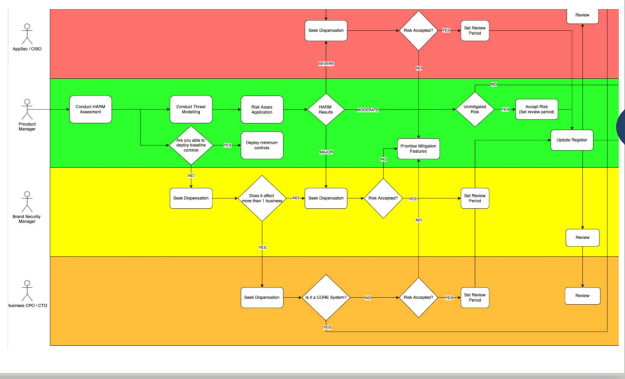 Review
Seek Dispensation
Risk Accepted?
YES
Set Review
Period
AppSec / CISO
SEVERE
NO
NO
Conduct HARM
Assesment
Conduct Threat
Modelling
Risk Asses
Application
HARM
Results
MODERATE
Unmitigated
Risk
YES
Accept Risk
(Set review period)
Product
Manager
Are you able to
deploy baseline
controls
YES
Deploy minimum
controls
Prioritise Mitigation
Features
Update Register
MAJOR
NO
NO
Seek Dispensation
Does it affect
more than 1 business
NO
Seek Dispensation
Risk Accepted?
YES
Set Review
Period
Brand Security
Manager
NO
Review
YES
Seek Dispensation
Is it a CORE System?
NO
Risk Accepted?
YES
Set Review
Period
Review
business CPO / CTO
YES